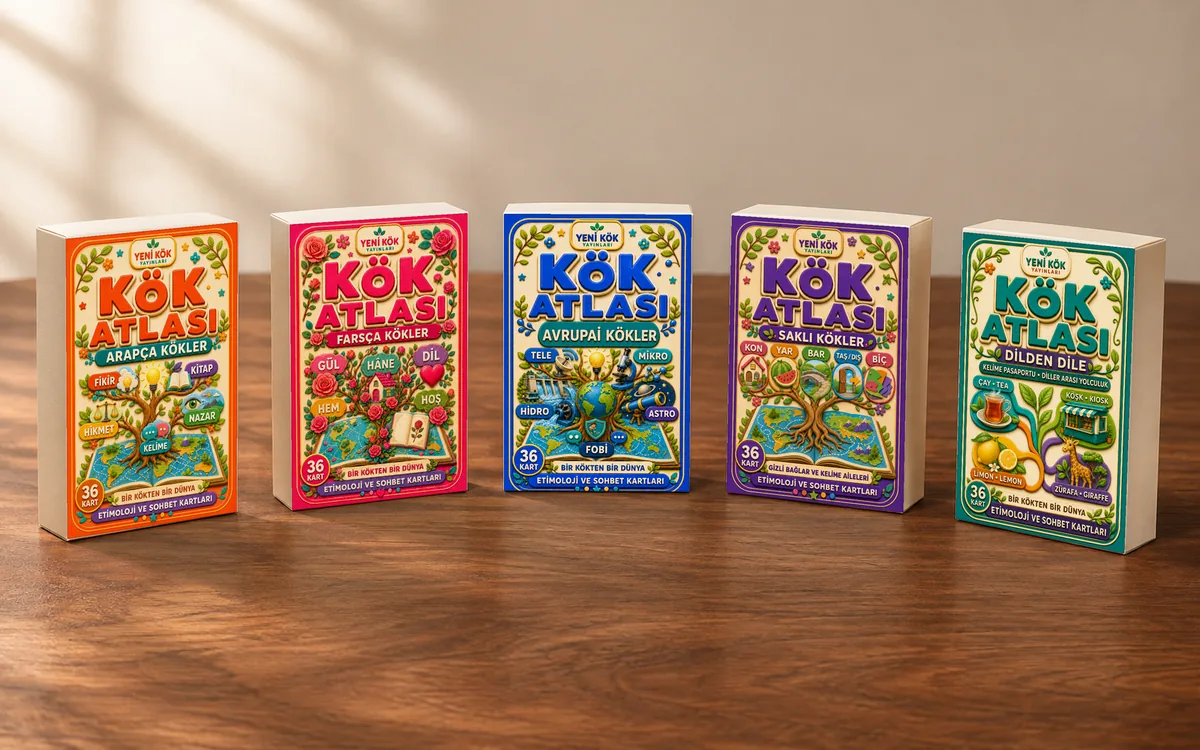 YENİ KÖK
YAYINLARI
KÖK
ATLASI
ARAPÇA KÖKLER
FİKİR
KİTAP
NAZAR
HİKMET
KELİME
36
KART
BİR KÖKTEN BİR DÜNYA
ETİMOLOJİ VE SOHBET KARTLARI
YENİ KÖK
YAYINLARI
KÖK
ATLASI
FARSÇA KÖKLER
GÜL
HÂNE
DİL
HEM
HOŞ
36
KART
BİR KÖKTEN BİR DÜNYA
ETİMOLOJİ VE SOHBET KARTLARI
YENİ KÖK
YAYINLARI
KÖK
ATLASI
AVRUPAİ KÖKLER
TELE
MİKRO
HİDRO
ASTRO
FOBİ
36
KART
BİR KÖKTEN BİR DÜNYA
ETİMOLOJİ VE SOHBET KARTLARI
YENİ KÖK
YAYINLARI
KÖK
ATLASI
SAKLI KÖKLER
KON
YAR
BAR
TAŞ/DIŞ
BİÇ
36
KART
GİZLİ BAĞLAR VE KELİME AİLELERİ
ETİMOLOJİ VE SOHBET KARTLARI
YENİ KÖK
YAYINLARI
KÖK
ATLASI
DİLDEN DİLE
KELİME PASAPORTU • DİLLER ARASI YOLCULUK
ÇAY • TEA
KÖŞK • KIOSK
LİMON • LEMON
ZÜRAFA • GIRAFFE
36
KART
BİR KÖKTEN BİR DÜNYA
ETİMOLOJİ VE SOHBET KARTLARI